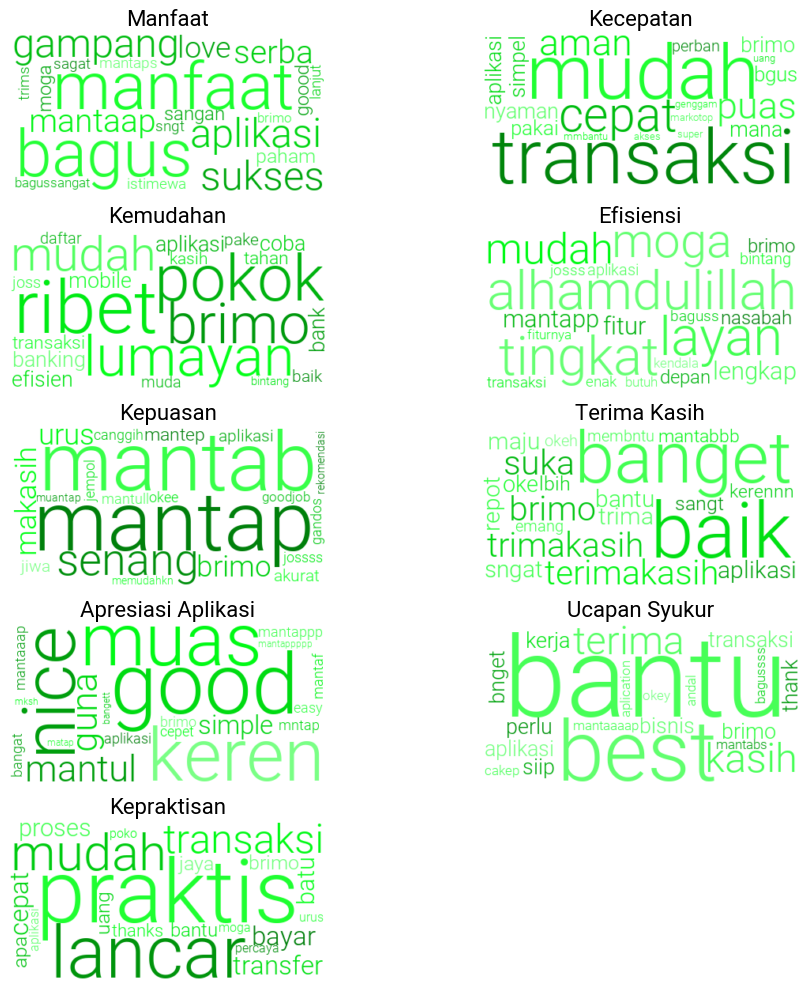 Manfaat
gampang love serba
sagat mantaps
trims moga manfaat goood lanjut
mantaap sangan brimo
sngt aplikasi
bagus paham
bagussangat istimewa sukses
Kecepatan
aplikasi simpel aman perban brimo
uang
mudah bgus
nyaman cepat genggam puas
markotop
pakai mmbantu akses super mana
transaksi
Kemudahan
daftar aplikasi pake coba
mudah kasih tahan
joss mobile pokok
ribet brimo bank
transaksi
banking lumayan
efisien muda bintang baik
Efisiensi
mudah moga brimo
josss aplikasi bintang
alhamdulillah
mantapp fitur baguss nasabah
fiturnya layan
tingkat kendala lengkap
transaksi enak butuh depan
Kepuasan
urus canggih mantep aplikasi
makasih mantab rekomendasi
muantap jempol mantull okee goodjob
mantap gandos
jiwa senang brimo jossss
memudahkn akurat
Terima Kasih
maju okeh membntu mantabbb
suka banget
repot oke lbih kerennn
brimo bantu sangt
emang trima baik
trimakasih
sngat terimakasih aplikasi
Apresiasi Aplikasi
mantaaap nice muas mantappp
mantappppp
good mantaf
mksh guna bangett easy
brimo simple mntap
cepet
matap aplikasi
bangat mantul keren
Ucapan Syukur
kerja terima transaksi
bnget bantu bagussss thank
aplication okey andal
perlu mantaaaap bisnis brimo
aplikasi best mantabs
cakep siip kasih
Kepraktisan
proses poko transaksi
mudah jaya brimo batu
cepat praktis
apa aplikasi uang urus
thanks bantu moga bayar
lancar percaya
transfer